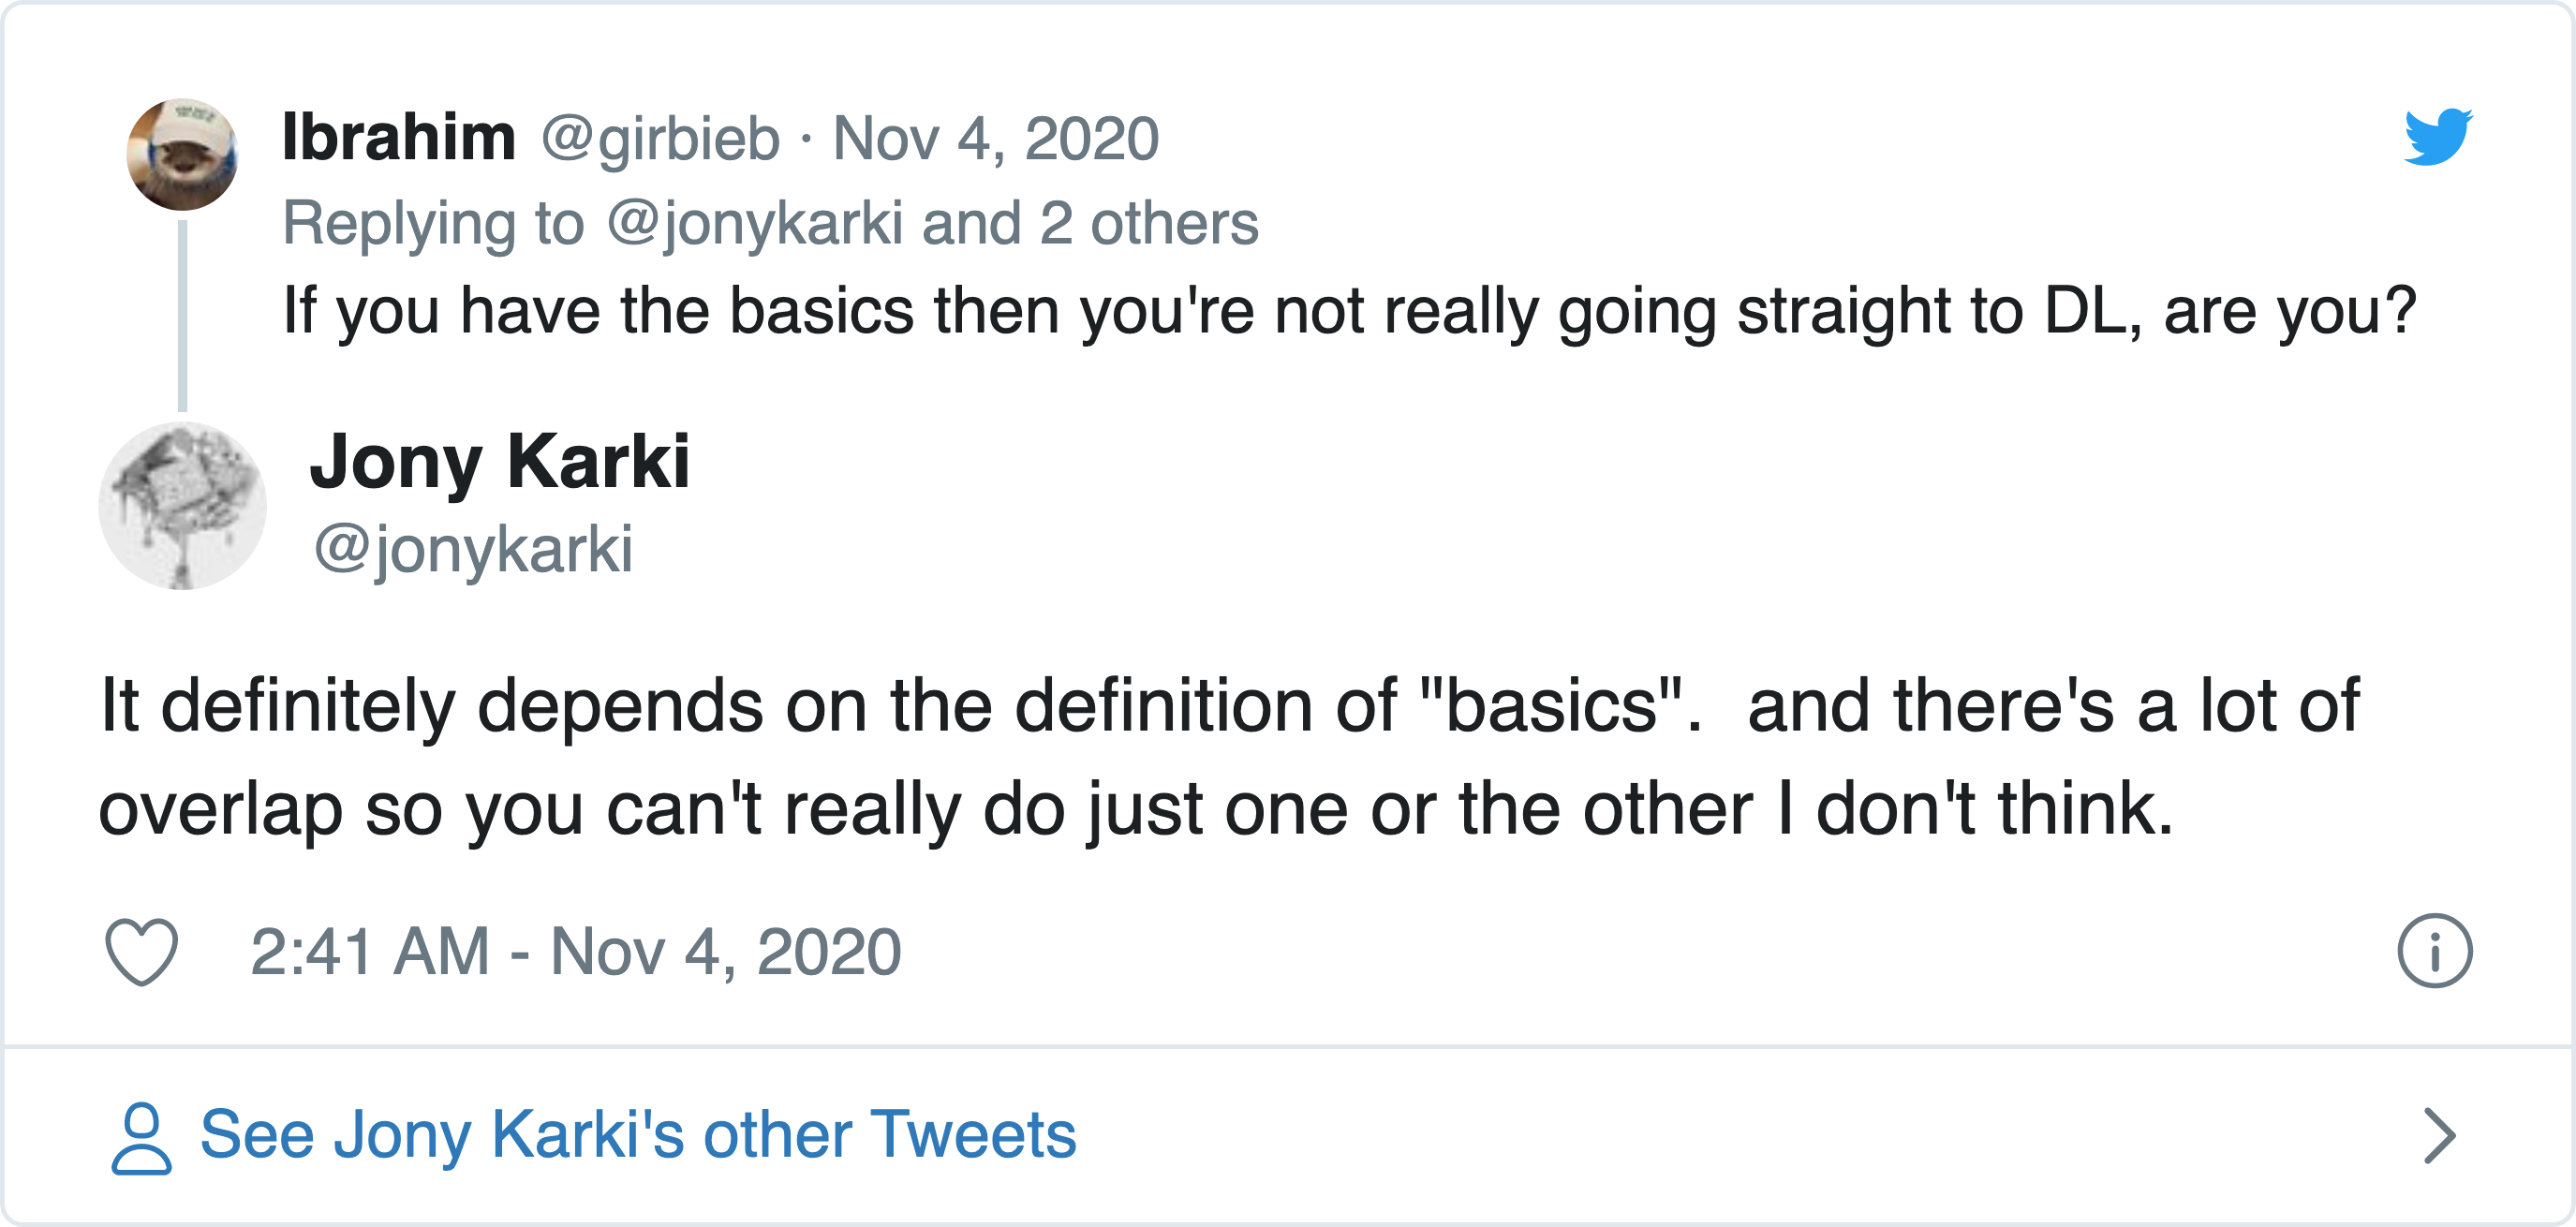 Ibrahim @girbieb · Nov 4, 2020
Replying to @jonykarki and 2 others
If you have the basics then you're not really going straight to DL, are you?
Jony Karki
@jonykarki
It definitely depends on the definition of "basics".  and there's a lot of
overlap so you can't really do just one or the other I don't think.
2:41 AM - Nov 4, 2020
See Jony Karki's other Tweets